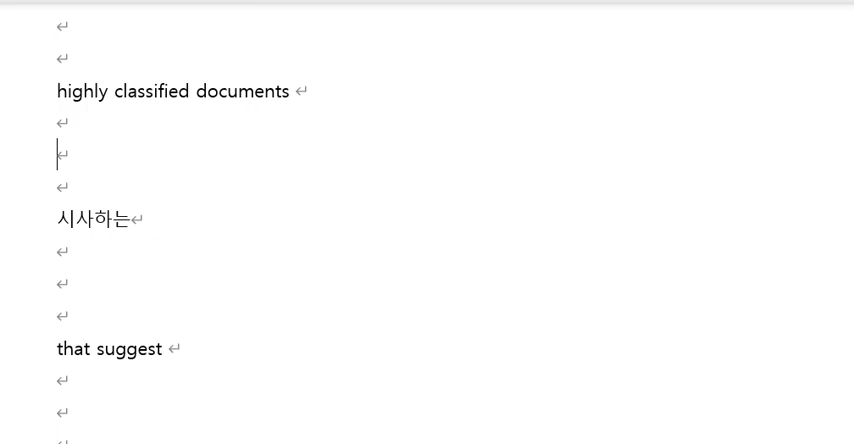 highly classified documents
시사하는
that suggest